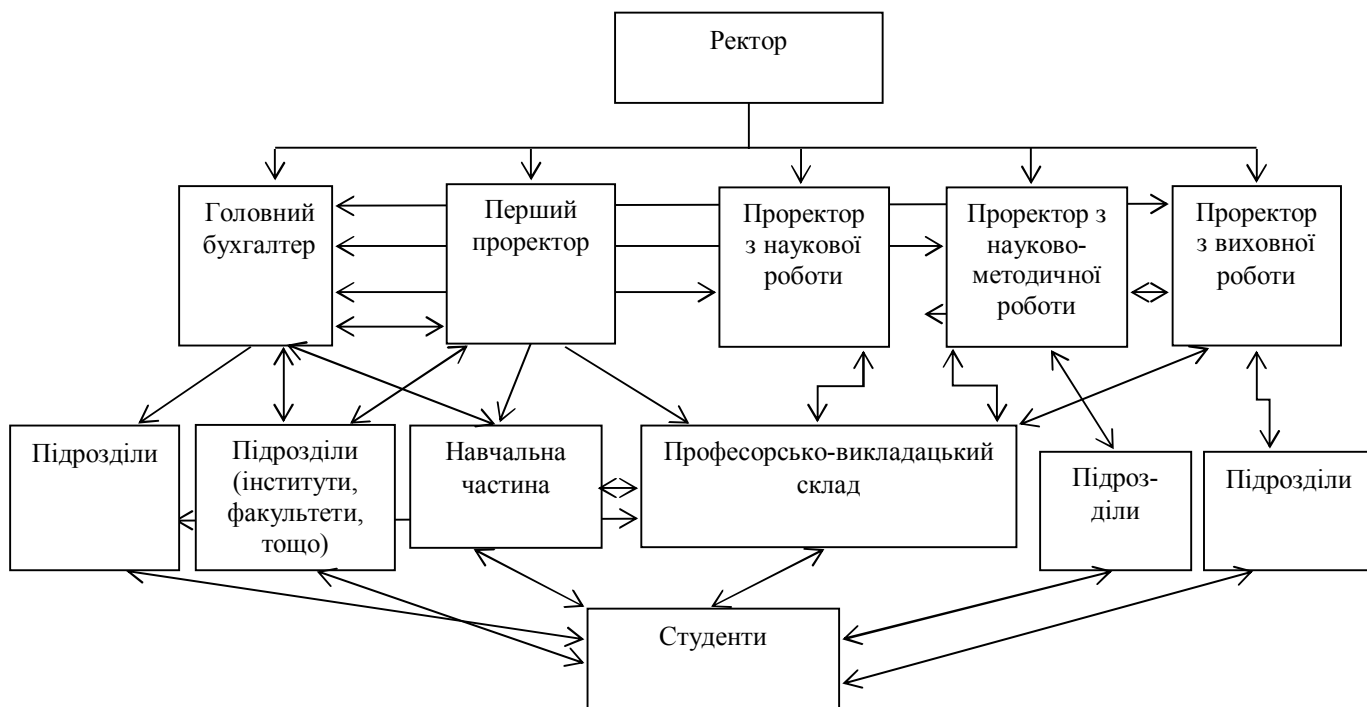 Ректор
Головний
бухгалтер
Перший
проректор
Проректор
з наукової
роботи
Проректор з
науково-
методичної
роботи
Проректор
з виховної
роботи
Підрозділи
Підрозділи
(інститути,
факультети,
тощо)
Навчальна
частина
Професорсько-викладацький
склад
Підроз-
діли
Підрозділи
Студенти